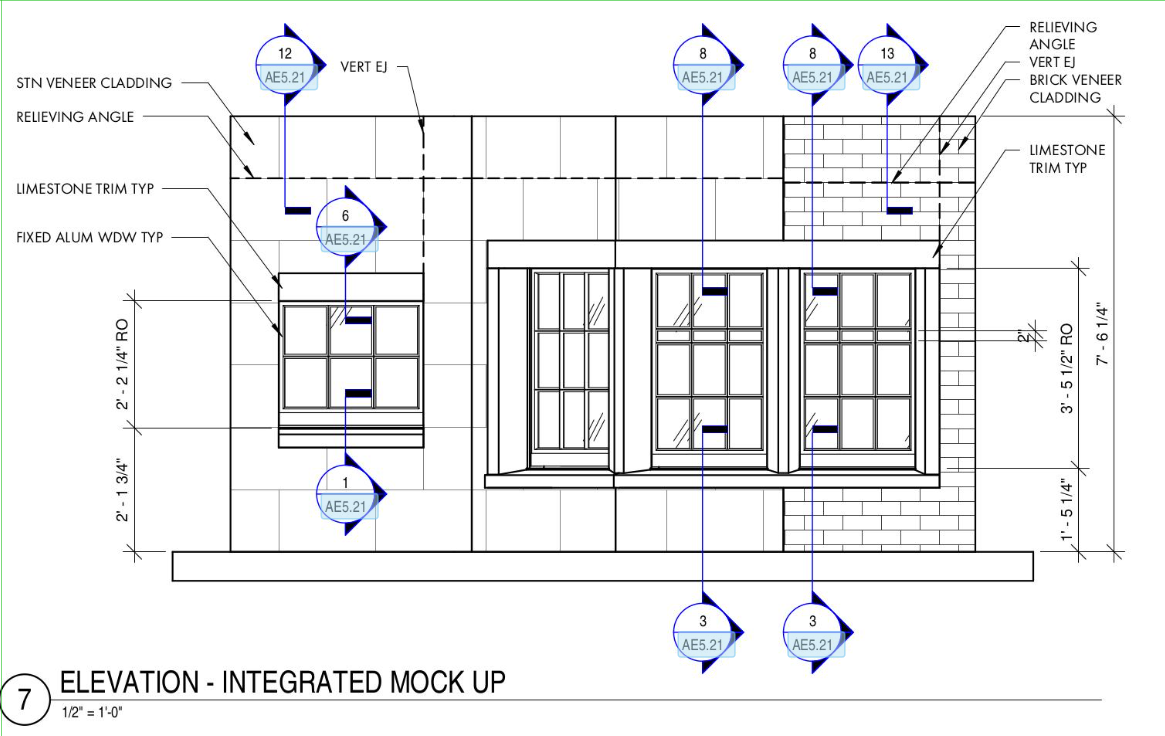 12
AE5.21
8
AE5.21
8
AE5.21
13
AE5.21
RELIEVING
ANGLE
VERT EJ
BRICK VENEER
CLADDING
VERT EJ
STN VENEER CLADDING
RELIEVING ANGLE
LIMESTONE
TRIM TYP
LIMESTONE TRIM TYP
6
AE5.21
FIXED ALUM WDW TYP
2' - 2 1/4" RO
2"
3' - 5 1/2" RO
7' - 6 1/4"
2' - 1 3/4"
1
AE5.21
1' - 5 1/4"
3
AE5.21
3
AE5.21
7
ELEVATION - INTEGRATED MOCK UP
1/2" = 1'-0"